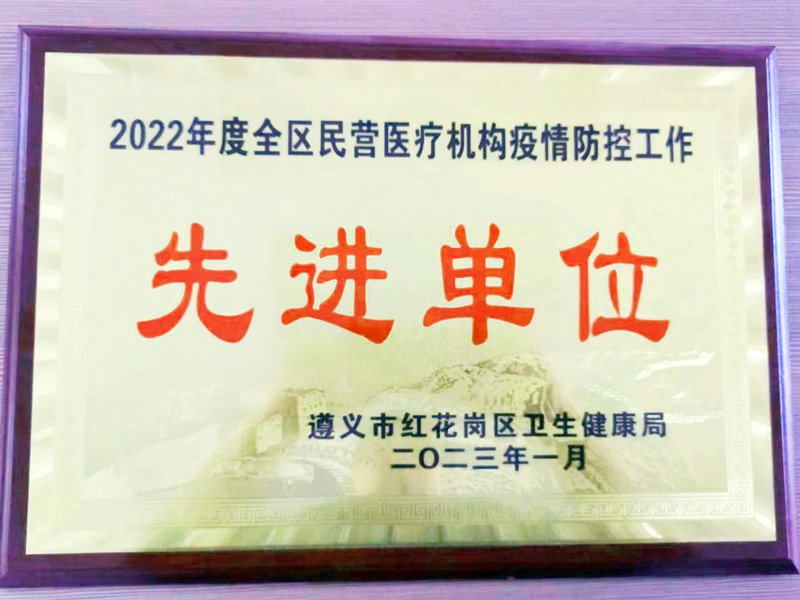 2022年度全区民营医疗机构疫情防控工作
先进单位
遵义市红花岗区卫生健康局
二〇二三年一月